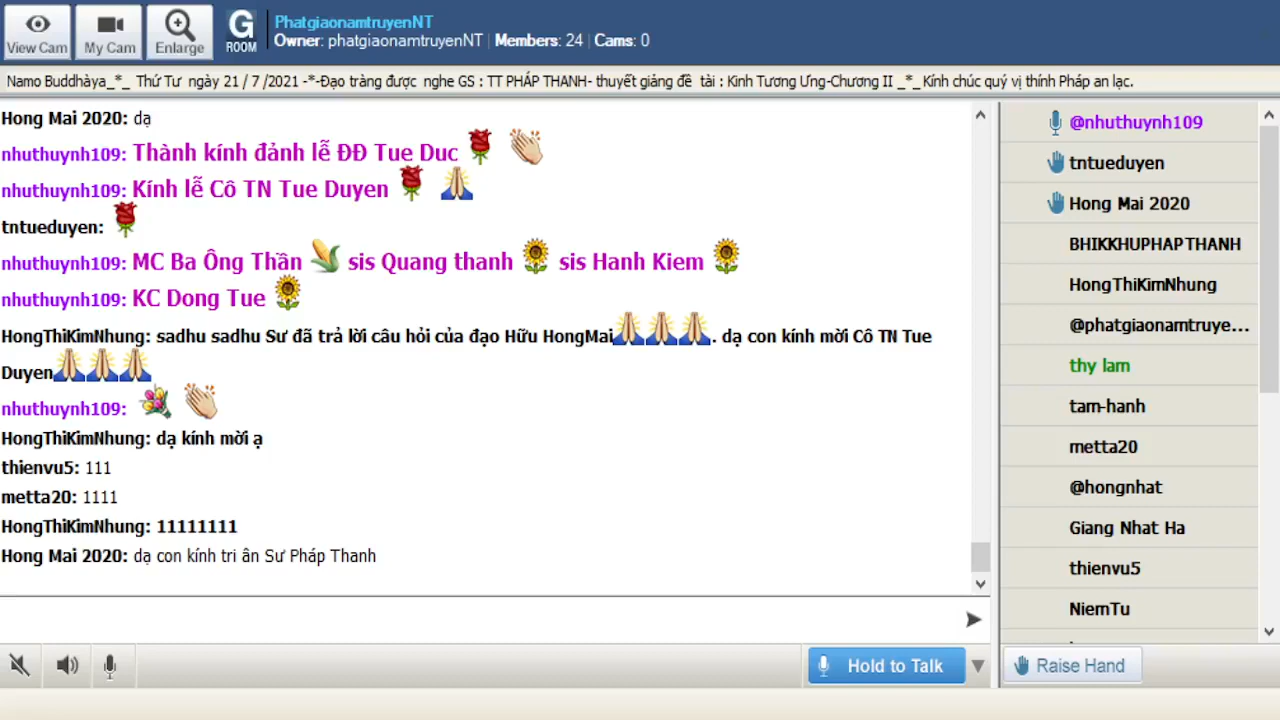 View Cam
My Cam
Enlarge
G
ROOM
PhatgiaonamtruyenNT
Owner: phatgiaonamtruyenNT | Members: 24 | Cams: 0
Namo Buddhàya_*_ Thứ Tư ngày 21 / 7 /2021 -*-Đạo tràng được nghe GS : TT PHÁP THANH- thuyết giảng đề tài : Kinh Tương Ưng-Chương II _*_Kính chúc quý vị thính Pháp an lạc.
Hong Mai 2020: dạ
nhuthuynh109: Thành kính đảnh lễ ĐĐ Tue Duc
nhuthuynh109: Kính lễ Cô TN Tue Duyen
tntueduyen:
nhuthuynh109: MC Ba Ông Thần sis Quang thanh sis Hanh Kiem
nhuthuynh109: KC Dong Tue
HongThiKimNhung: sadhu sadhu Sư đã trả lời câu hỏi của đạo Hữu HongMai. dạ con kính mời Cô TN Tue
Duyen
nhuthuynh109:
HongThiKimNhung: dạ kính mời ạ
thienvu5: 111
metta20: 1111
HongThiKimNhung: 11111111
Hong Mai 2020: dạ con kính tri ân Sư Pháp Thanh
@nhuthuynh109
tntueduyen
Hong Mai 2020
BHIKKHUPHAPTHANH
HongThiKimNhung
@phatgiaonamtruye...
thy lam
tam-hanh
metta20
@hongnhat
Giang Nhat Ha
thienvu5
NiemTu
Hold to Talk
Raise Hand